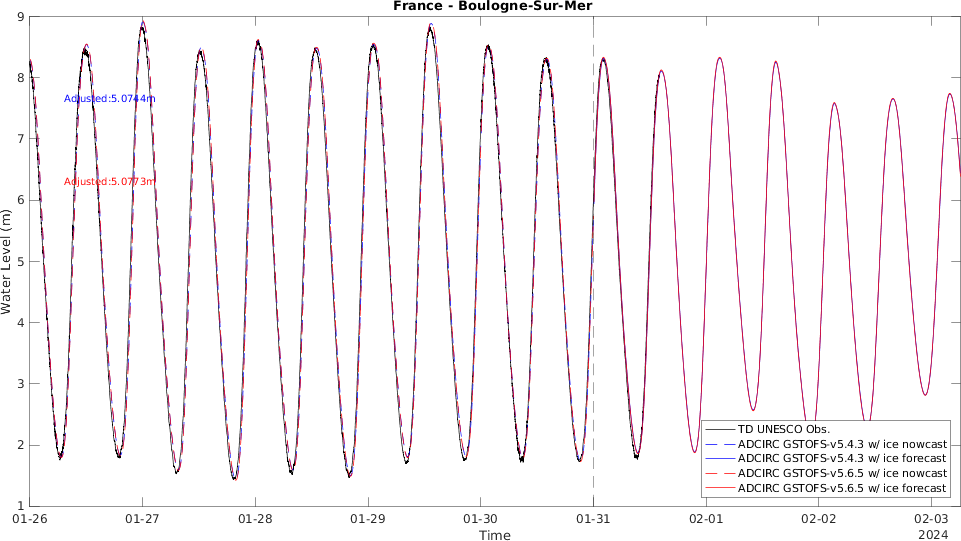 France - Boulogne-Sur-Mer
9
8
7
6
5
4
3
2
1
Water Level (m)
Adjusted:5.0744m
Adjusted:5.0773m
TD UNESCO Obs.
ADCIRC GSTOFS-v5.4.3 w/ ice nowcast
ADCIRC GSTOFS-v5.4.3 w/ ice forecast
ADCIRC GSTOFS-v5.6.5 w/ ice nowcast
ADCIRC GSTOFS-v5.6.5 w/ ice forecast
01-26 01-27 01-28 01-29 01-30 01-31 02-01 02-02 02-03
Time 2024